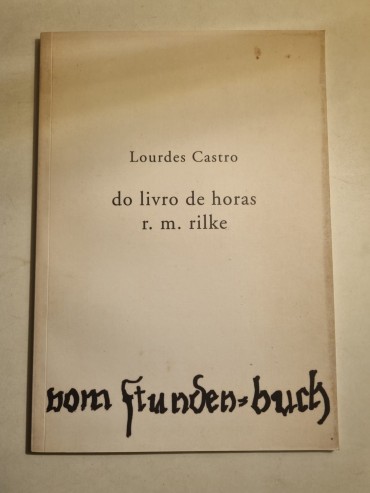 Lourdes Castro
do livro de horas
r. m. rilke
vom stunden=buch